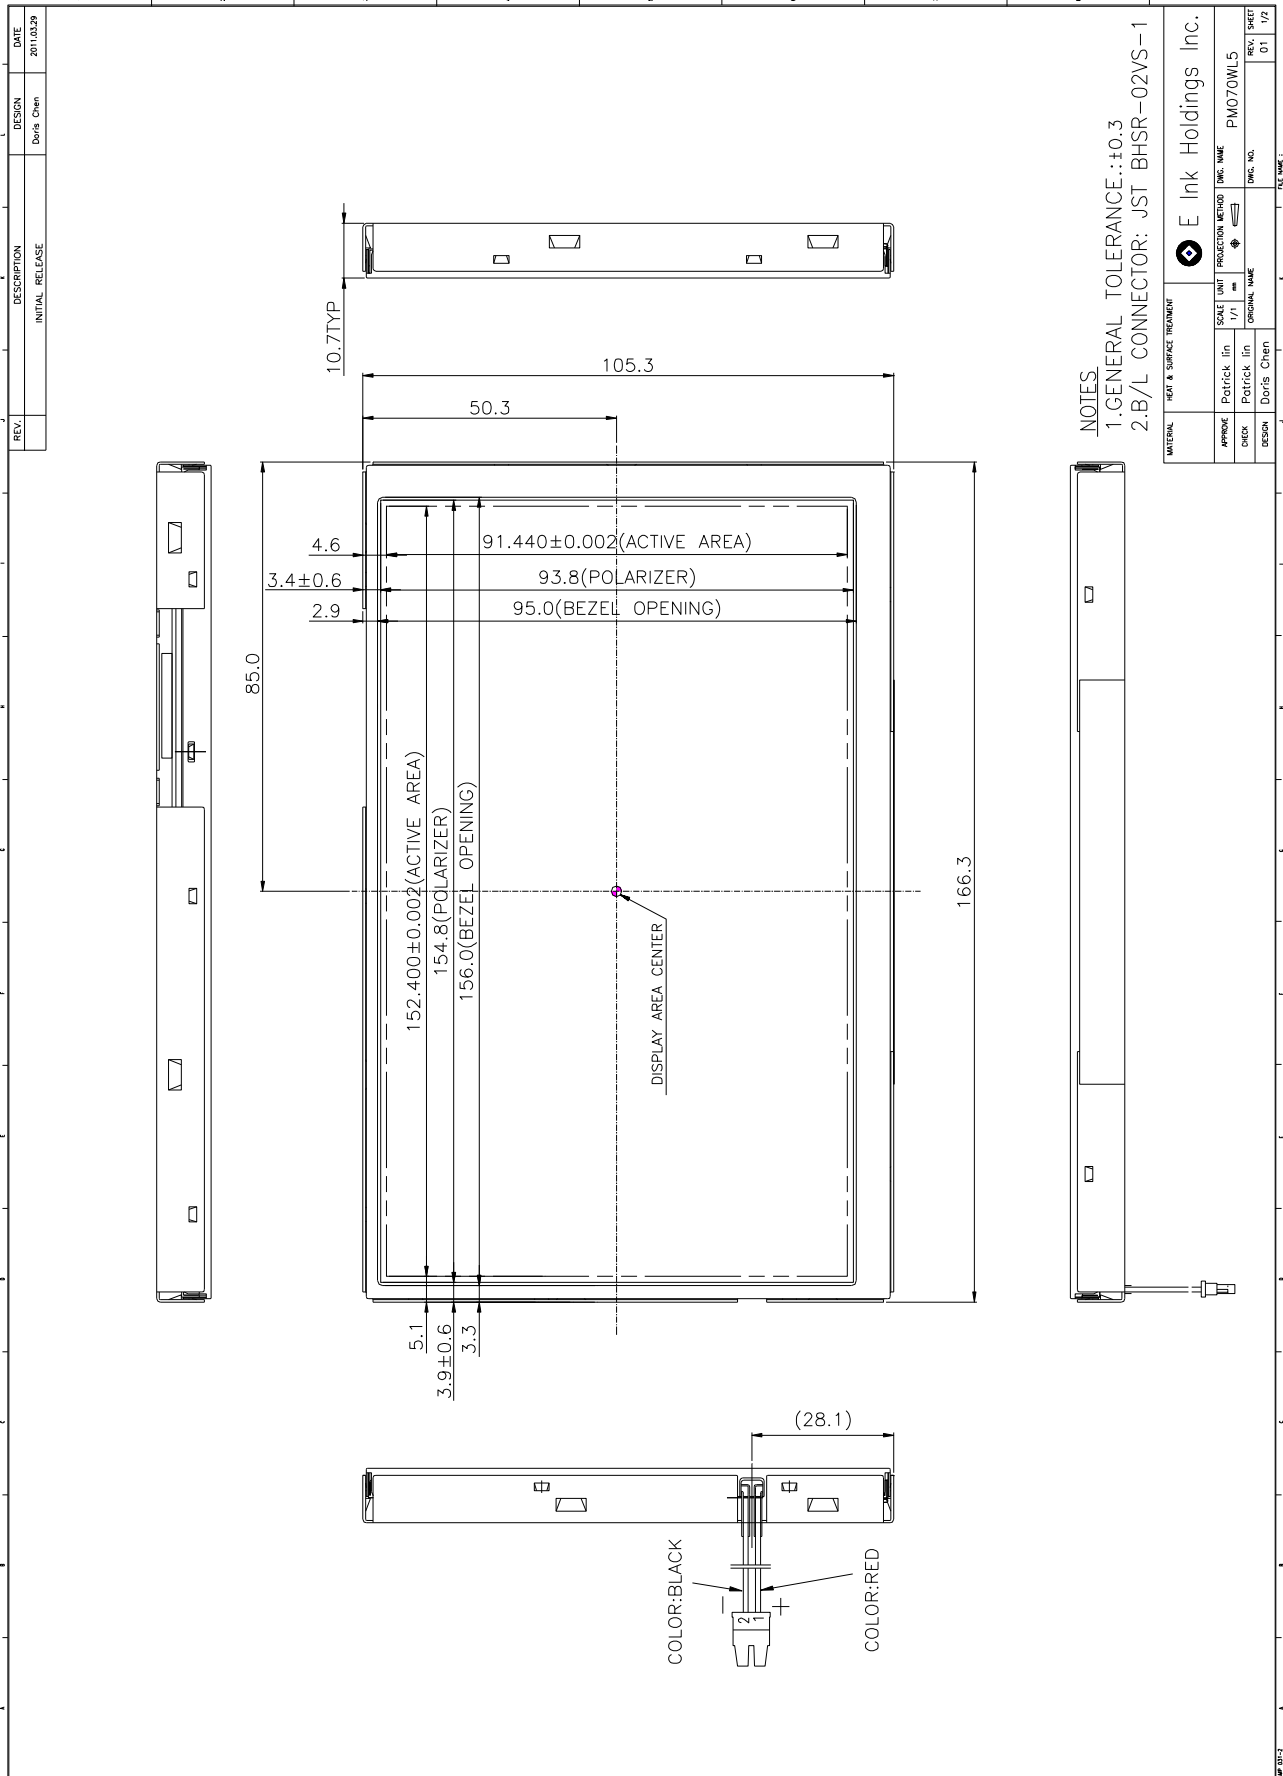 REV.
DESCRIPTION
DESIGN
DATE
INITIAL RELEASE
Doris Chen
2011.03.29
10.7TYP
105.3
50.3
4.6
91.440±0.002(ACTIVE AREA)
3.4±0.6
93.8(POLARIZER)
2.9
95.0(BEZEL OPENING)
85.0
152.400±0.002(ACTIVE AREA)
154.8(POLARIZER)
156.0(BEZEL OPENING)
DISPLAY AREA CENTER
166.3
5.1
3.9±0.6
3.3
(28.1)
COLOR:BLACK
COLOR:RED
2
1
NOTES
1.GENERAL TOLERANCE.:±0.3
2.B/L CONNECTOR: JST BHSR-02VS-1
MATERIAL
HEAT & SURFACE TREATMENT
E Ink Holdings Inc.
APPROVE
Patrick lin
SCALE
1/1
UNIT
mm
PROJECTION METHOD
DWG. NAME
PM070WL5
CHECK
Patrick lin
ORIGINAL NAME
DWG. NO.
REV.
01
SHEET
1/2
DESIGN
Doris Chen
FILE NAME :